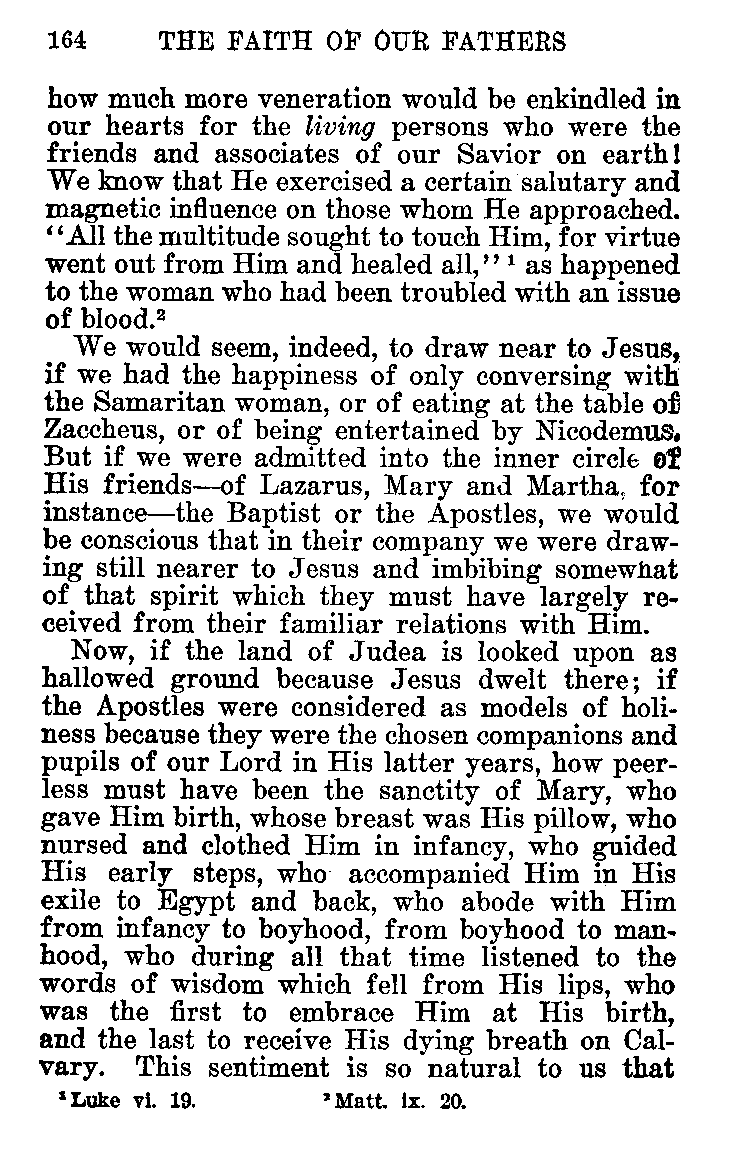 164 THE FAITH OF OUR FATHERS
how much more veneration would be enkindled in
our hearts for the living persons who were the
friends and associates of our Savior on earth!
We know that He exercised a certain salutary and
magnetic influence on those whom He approached.
“All the multitude sought to touch Him, for virtue
went out from Him and healed all,” ¹ as happened
to the woman who had been troubled with an issue
of blood.²
We would seem, indeed, to draw near to Jesus,
if we had the happiness of only conversing with
the Samaritan woman, or of eating at the table of
Zaccheus, or of being entertained by Nicodemus.
But if we were admitted into the inner circle of
His friends—of Lazarus, Mary and Martha, for
instance—the Baptist or the Apostles, we would
be conscious that in their company we were draw-
ing still nearer to Jesus and imbibing somewhat
of that spirit which they must have largely re-
ceived from their familiar relations with Him.
Now, if the land of Judea is looked upon as
hallowed ground because Jesus dwelt there; if
the Apostles were considered as models of holi-
ness because they were the chosen companions and
pupils of our Lord in His latter years, how peer-
less must have been the sanctity of Mary, who
gave Him birth, whose breast was His pillow, who
nursed and clothed Him in infancy, who guided
His early steps, who accompanied Him in His
exile to Egypt and back, who abode with Him
from infancy to boyhood, from boyhood to man-
hood, who during all that time listened to the
words of wisdom which fell from His lips, who
was the first to embrace Him at His birth,
and the last to receive His dying breath on Cal-
vary. This sentiment is so natural to us that
¹ Luke vi. 19. ² Matt. ix. 20.